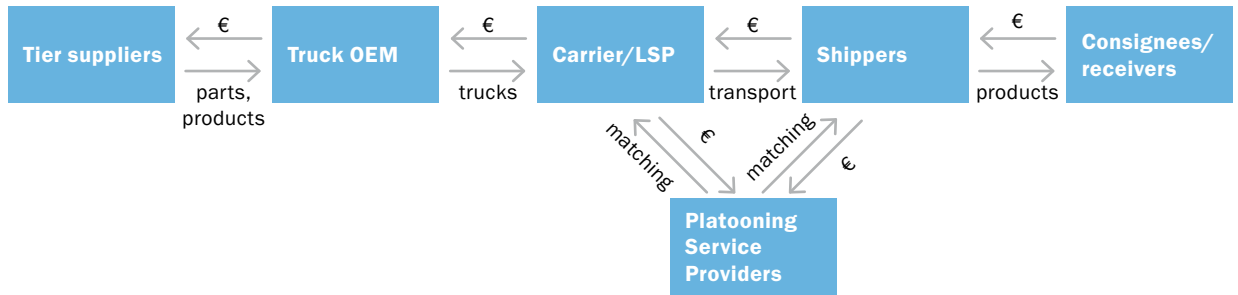 €
€
€
€
Tier suppliers
Truck OEM
Carrier/LSP
Shippers
Consignees/
receivers
parts,
products
trucks
transport
products
matching
€
matching
€
Platooning
Service
Providers